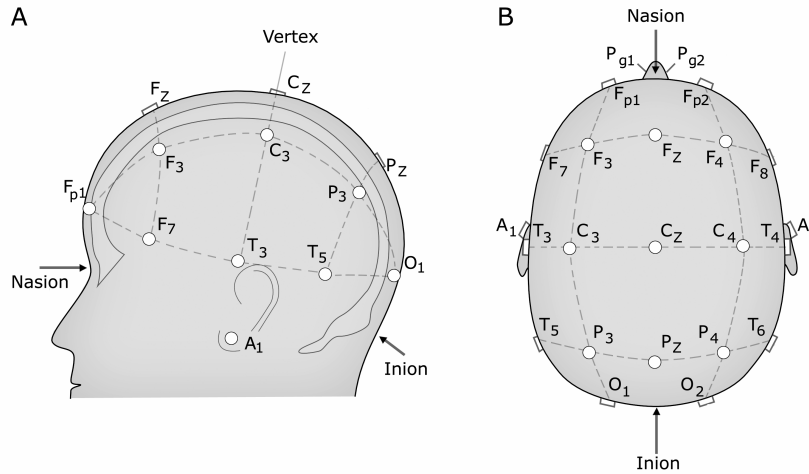 A
Vertex
FZ
CZ
F3
C3
PZ
Fp1
P3
F7
T3
T5
O1
Nasion
A1
Inion
B
Nasion
Pg1
Pg2
Fp1
Fp2
F7
F3
FZ
F4
F8
A1
T3
C3
CZ
C4
T4
A
T5
P3
PZ
P4
T6
O1
O2
Inion